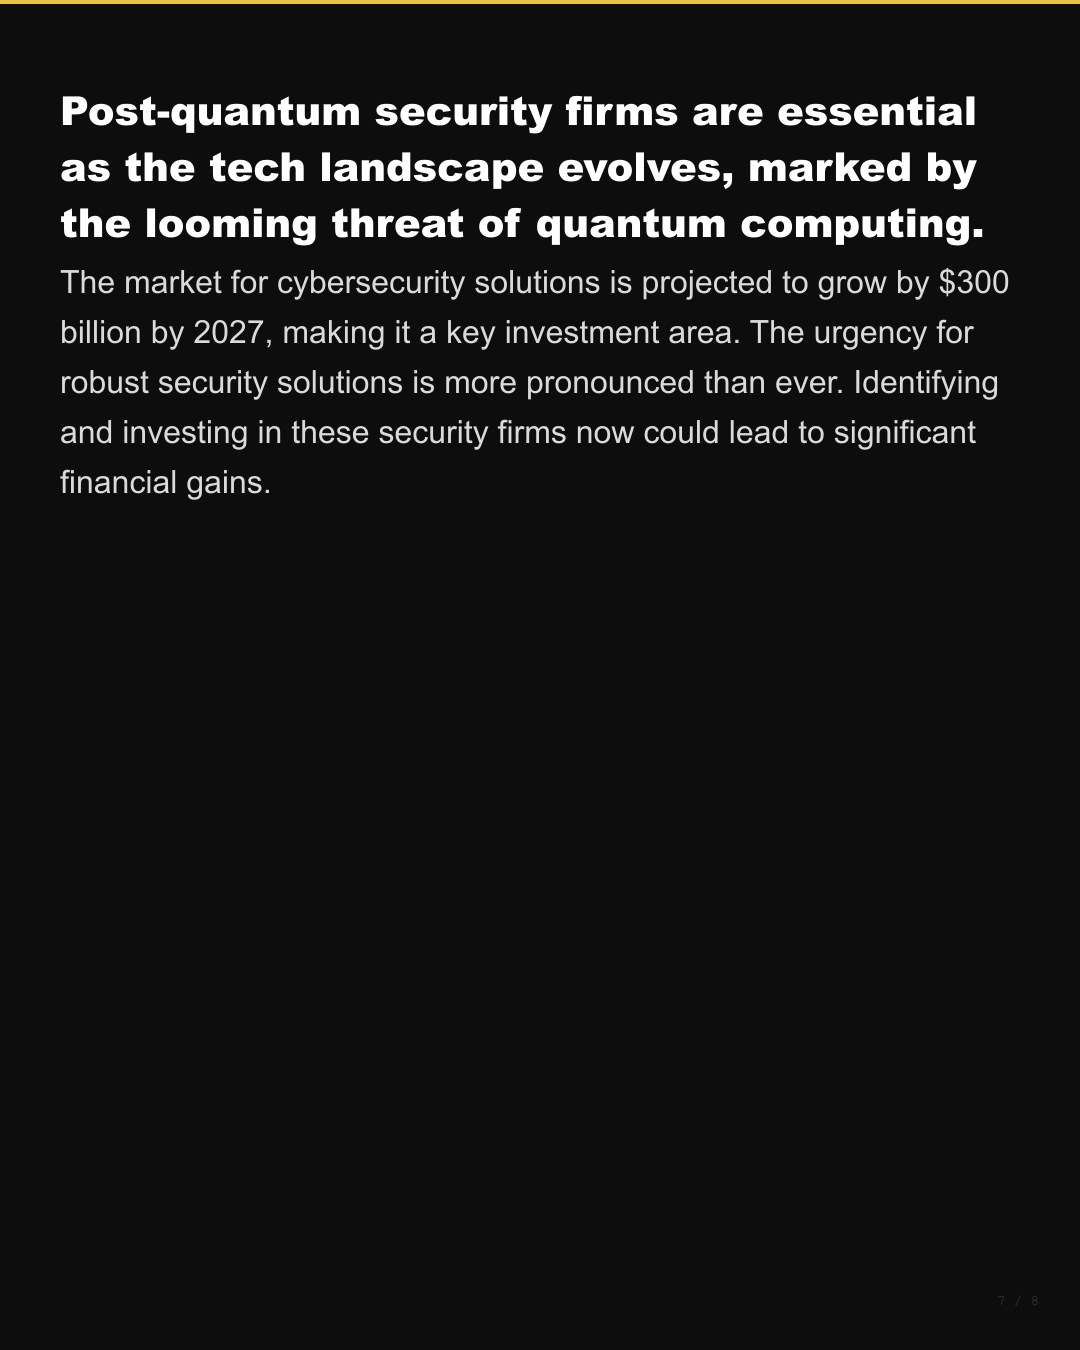 Post-quantum security firms are essential
as the tech landscape evolves, marked by
the looming threat of quantum computing.
The market for cybersecurity solutions is projected to grow by $300
billion by 2027, making it a key investment area. The urgency for
robust security solutions is more pronounced than ever. Identifying
and investing in these security firms now could lead to significant
financial gains.
7 / 8